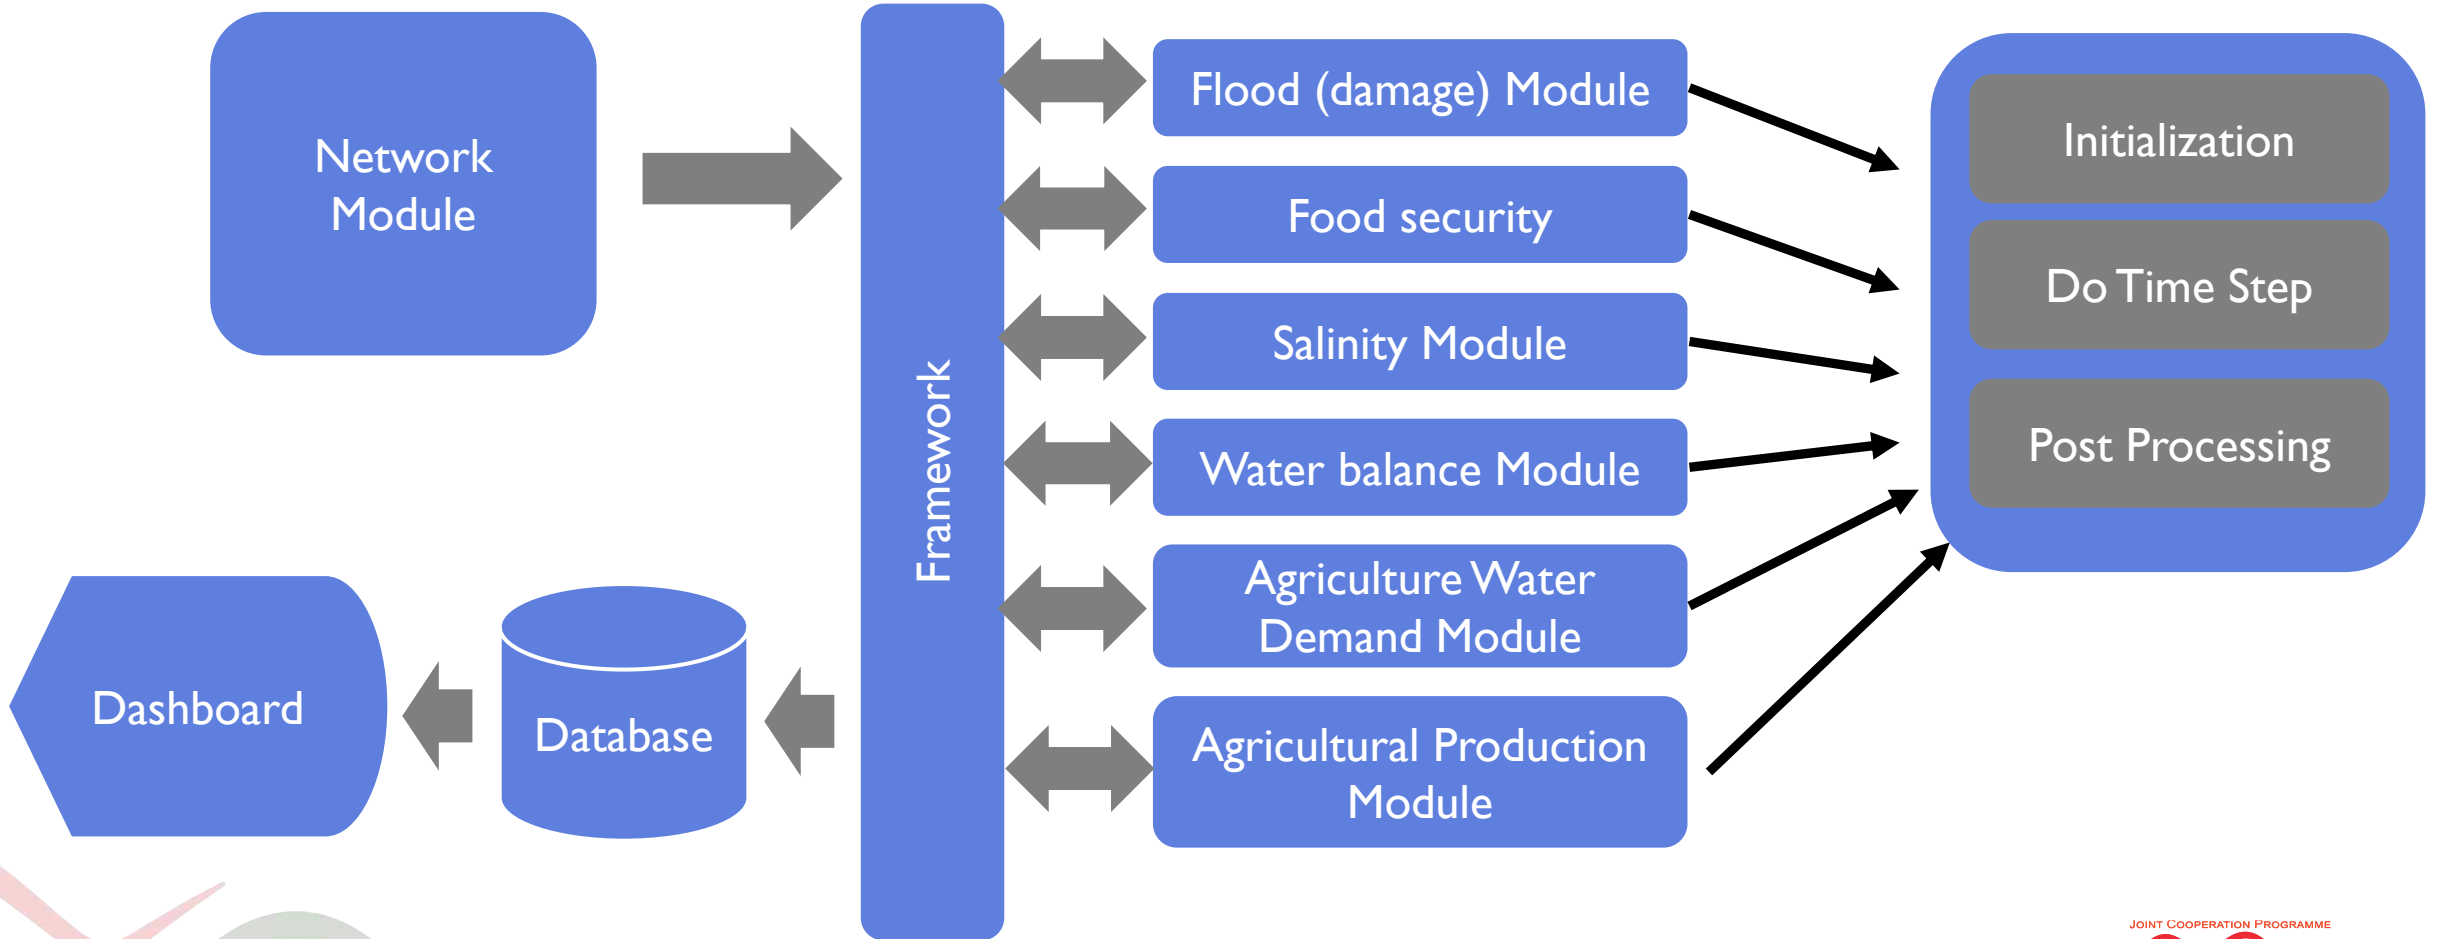 Network
Module
Framework
Flood (damage) Module
Food security
Salinity Module
Water balance Module
Agriculture Water
Demand Module
Agricultural Production
Module
Initialization
Do Time Step
Post Processing
Dashboard
Database
JOINT COOPERATION PROGRAMME